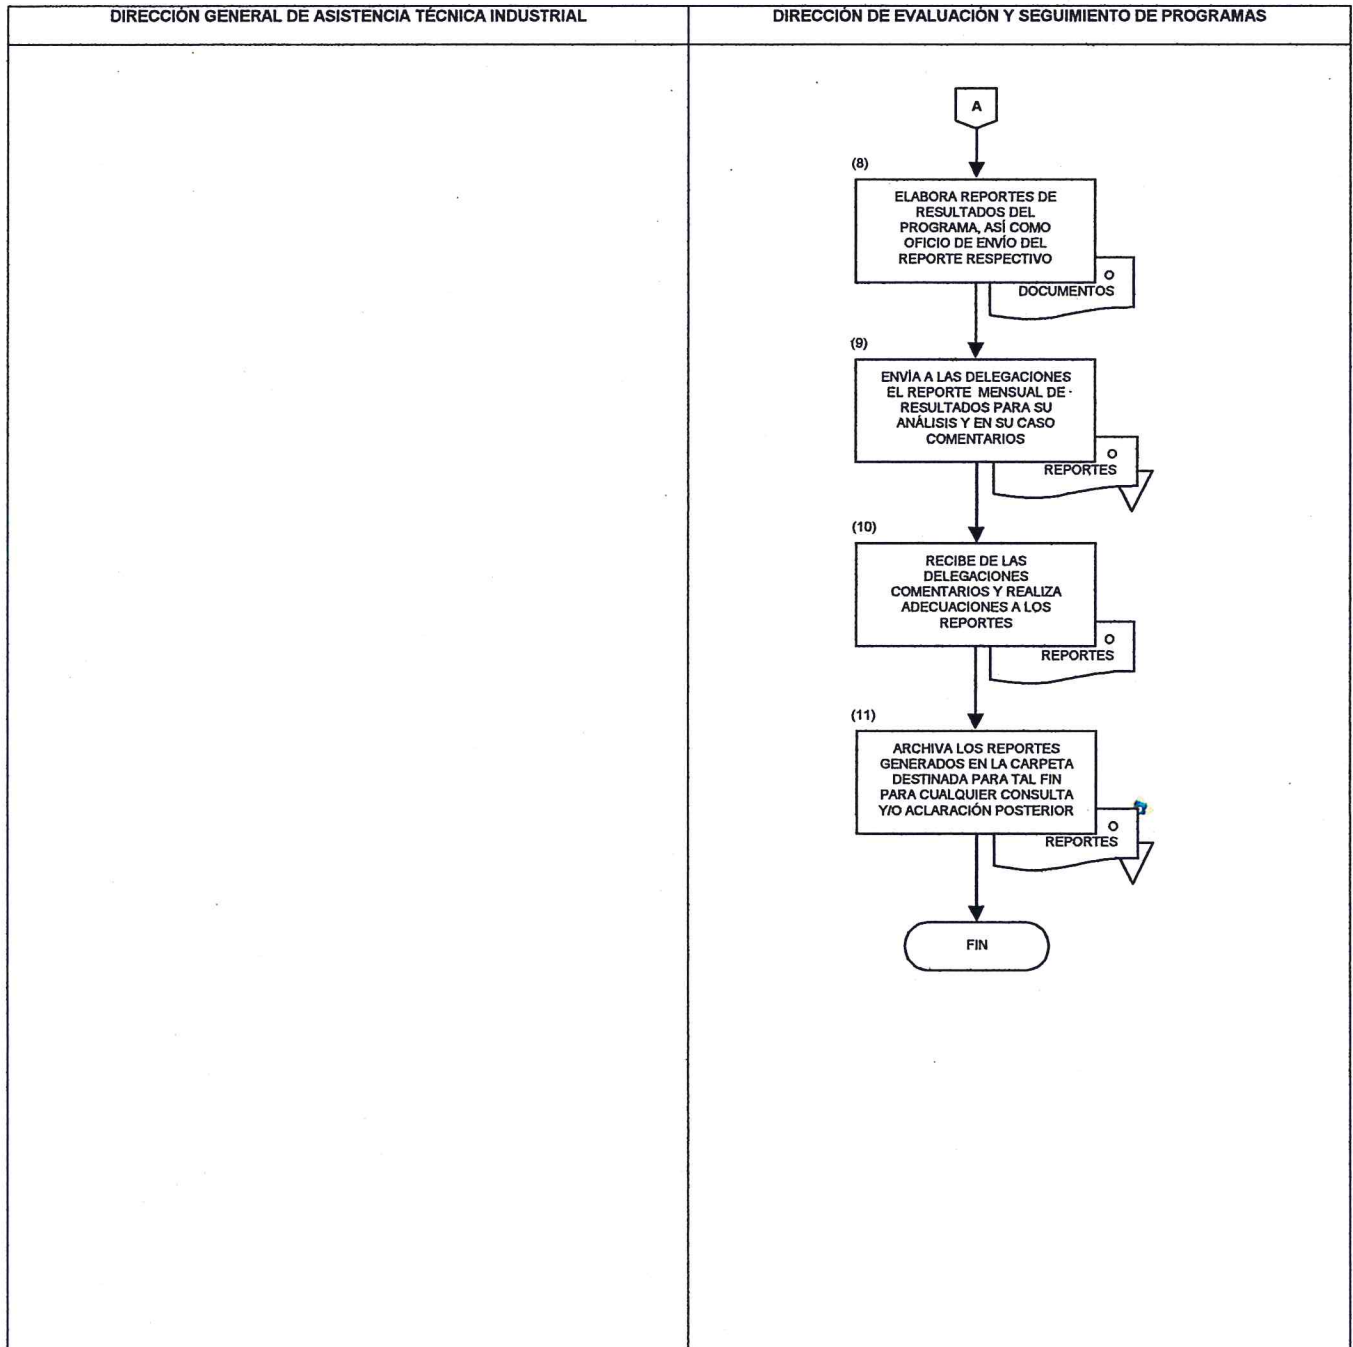 DIRECCIÓN GENERAL DE ASISTENCIA TÉCNICA INDUSTRIAL
DIRECCIÓN DE EVALUACIÓN Y SEGUIMIENTO DE PROGRAMAS
A
(8)
ELABORA REPORTES DE
RESULTADOS DEL
PROGRAMA, ASÍ COMO
OFICIO DE ENVÍO DEL
REPORTE RESPECTIVO
O
DOCUMENTOS
(9)
ENVÍA A LAS DELEGACIONES
EL REPORTE MENSUAL DE
RESULTADOS PARA SU
ANÁLISIS Y EN SU CASO
COMENTARIOS
O
REPORTES
(10)
RECIBE DE LAS
DELEGACIONES
COMENTARIOS Y REALIZA
ADECUACIONES A LOS
REPORTES
O
REPORTES
(11)
ARCHIVA LOS REPORTES
GENERADOS EN LA CARPETA
DESTINADA PARA TAL FIN
PARA CUALQUIER CONSULTA
Y/O ACLARACIÓN POSTERIOR
O
REPORTES
FIN